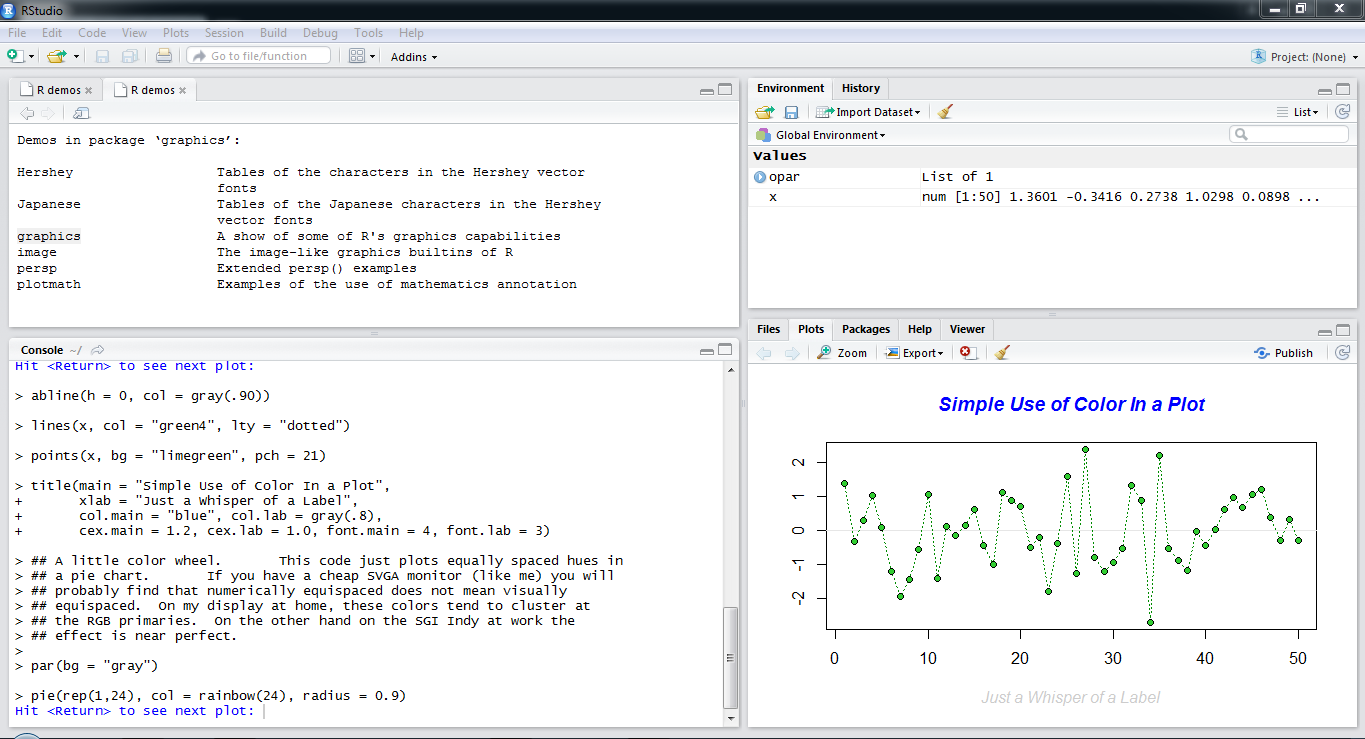 RStudio
File Edit Code View Plots Session Build Debug Tools Help
Go to file/function Addins Project: (None)
R demos R demos
Demos in package ‘graphics’:
Hershey Tables of the characters in the Hershey vector
fonts
Japanese Tables of the Japanese characters in the Hershey
vector fonts
graphics A show of some of R's graphics capabilities
image The image-like graphics builtins of R
persp Extended persp() examples
plotmath Examples of the use of mathematics annotation
Console ~/
Hit <Return> to see next plot:
> abline(h = 0, col = gray(.90))
> lines(x, col = "green4", lty = "dotted")
> points(x, bg = "limegreen", pch = 21)
> title(main = "Simple Use of Color In a Plot",
+ xlab = "Just a Whisper of a Label",
+ col.main = "blue", col.lab = gray(.8),
+ cex.main = 1.2, cex.lab = 1.0, font.main = 4, font.lab = 3)
> ## A little color wheel. This code just plots equally spaced hues in
> ## a pie chart. If you have a cheap SVGA monitor (like me) you will
> ## probably find that numerically equispaced does not mean visually
> ## equispaced. On my display at home, these colors tend to cluster at
> ## the RGB primaries. On the other hand on the SGI Indy at work the
> ## effect is near perfect.
>
> par(bg = "gray")
> pie(rep(1,24), col = rainbow(24), radius = 0.9)
Hit <Return> to see next plot:
Environment History
Import Dataset List
Global Environment
Values
opar List of 1
x num [1:50] 1.3601 -0.3416 0.2738 1.0298 0.0898 ...
Files Plots Packages Help Viewer
Zoom Export Publish
Simple Use of Color In a Plot
2
1
0
-1
-2
0 10 20 30 40 50
Just a Whisper of a Label